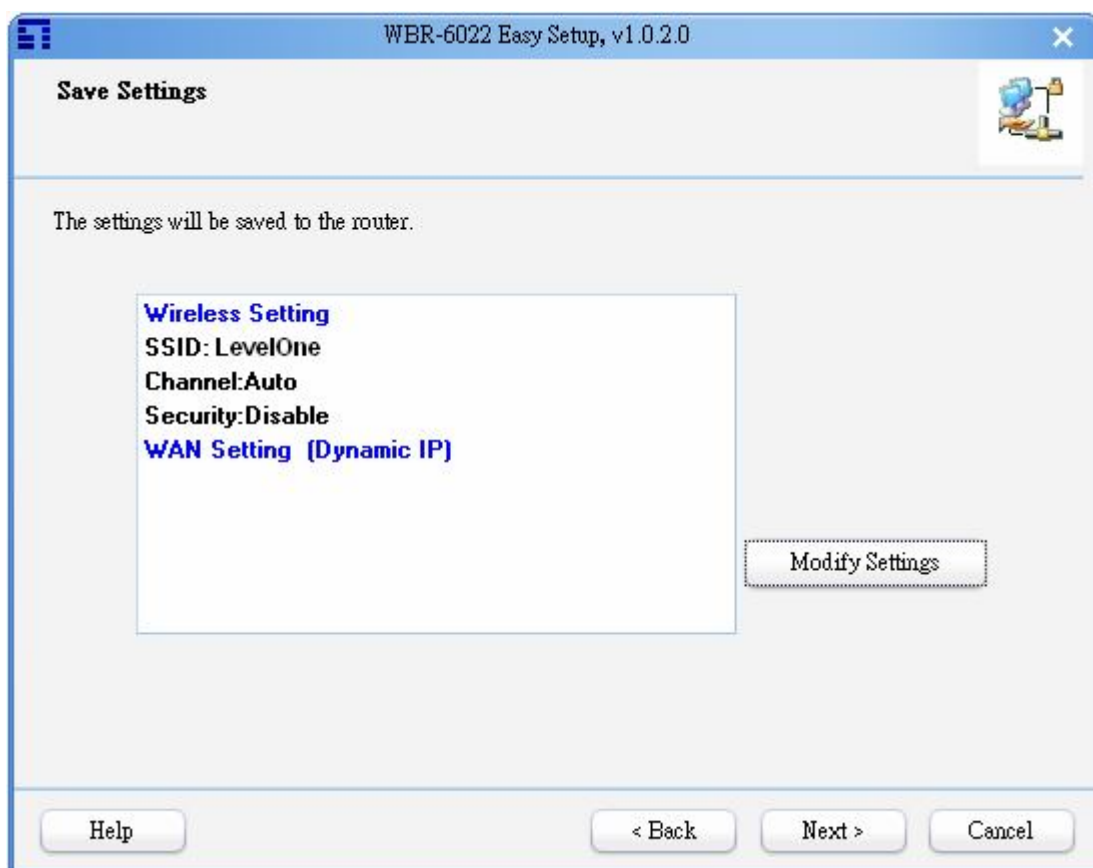 WBR-6022 Easy Setup, v1.0.2.0
Save Settings
The settings will be saved to the router.
Wireless Setting
SSID: LevelOne
Channel:Auto
Security:Disable
WAN Setting (Dynamic IP)
Modify Settings
Help
< Back
Next >
Cancel